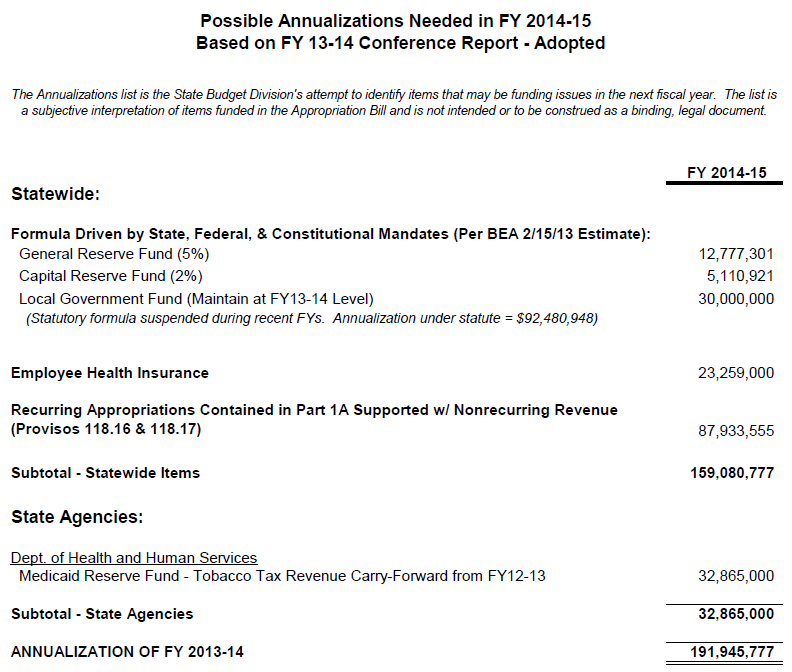 Possible Annualizations Needed in FY 2014-15
Based on FY 13-14 Conference Report - Adopted
The Annualizations list is the State Budget Division's attempt to identify items that may be funding issues in the next fiscal year. The list is
a subjective interpretation of items funded in the Appropriation Bill and is not intended or to be construed as a binding, legal document.
FY 2014-15
Statewide:
Formula Driven by State, Federal, & Constitutional Mandates (Per BEA 2/15/13 Estimate):
General Reserve Fund (5%) 12,777,301
Capital Reserve Fund (2%) 5,110,921
Local Government Fund (Maintain at FY13-14 Level) 30,000,000
(Statutory formula suspended during recent FYs. Annualization under statute = $92,480,948)
Employee Health Insurance 23,259,000
Recurring Appropriations Contained in Part 1A Supported w/ Nonrecurring Revenue
(Provisos 118.16 & 118.17) 87,933,555
Subtotal - Statewide Items 159,080,777
State Agencies:
Dept. of Health and Human Services
Medicaid Reserve Fund - Tobacco Tax Revenue Carry-Forward from FY12-13 32,865,000
Subtotal - State Agencies 32,865,000
ANNUALIZATION OF FY 2013-14 191,945,777